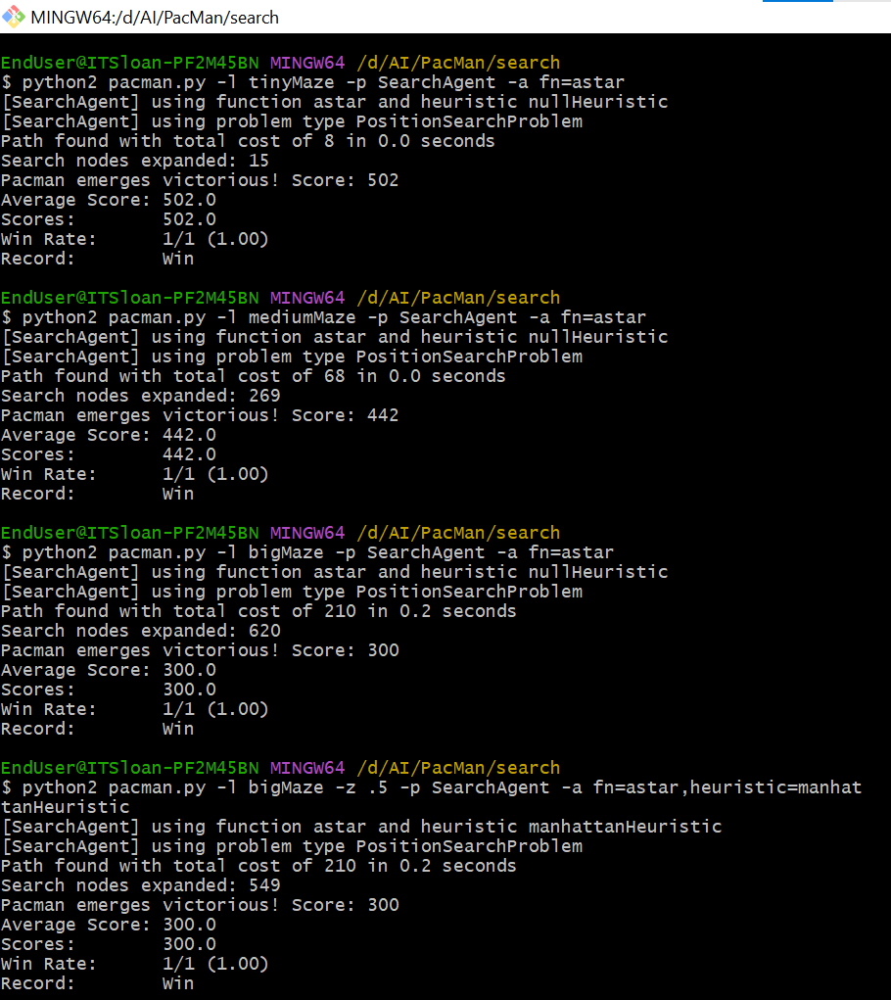 MINGW64:/d/AI/PacMan/search
EndUser@ITSloan-PF2M45BN MINGW64 /d/AI/PacMan/search
$ python2 pacman.py -l tinyMaze -p SearchAgent -a fn=astar
[SearchAgent] using function astar and heuristic nullHeuristic
[SearchAgent] using problem type PositionSearchProblem
Path found with total cost of 8 in 0.0 seconds
Search nodes expanded: 15
Pacman emerges victorious! Score: 502
Average Score: 502.0
Scores:        502.0
Win Rate:      1/1 (1.00)
Record:        Win
EndUser@ITSloan-PF2M45BN MINGW64 /d/AI/PacMan/search
$ python2 pacman.py -l mediumMaze -p SearchAgent -a fn=astar
[SearchAgent] using function astar and heuristic nullHeuristic
[SearchAgent] using problem type PositionSearchProblem
Path found with total cost of 68 in 0.0 seconds
Search nodes expanded: 269
Pacman emerges victorious! Score: 442
Average Score: 442.0
Scores:        442.0
Win Rate:      1/1 (1.00)
Record:        Win
EndUser@ITSloan-PF2M45BN MINGW64 /d/AI/PacMan/search
$ python2 pacman.py -l bigMaze -p SearchAgent -a fn=astar
[SearchAgent] using function astar and heuristic nullHeuristic
[SearchAgent] using problem type PositionSearchProblem
Path found with total cost of 210 in 0.2 seconds
Search nodes expanded: 620
Pacman emerges victorious! Score: 300
Average Score: 300.0
Scores:        300.0
Win Rate:      1/1 (1.00)
Record:        Win
EndUser@ITSloan-PF2M45BN MINGW64 /d/AI/PacMan/search
$ python2 pacman.py -l bigMaze -z .5 -p SearchAgent -a fn=astar,heuristic=manhat
tanHeuristic
[SearchAgent] using function astar and heuristic manhattanHeuristic
[SearchAgent] using problem type PositionSearchProblem
Path found with total cost of 210 in 0.2 seconds
Search nodes expanded: 549
Pacman emerges victorious! Score: 300
Average Score: 300.0
Scores:        300.0
Win Rate:      1/1 (1.00)
Record:        Win